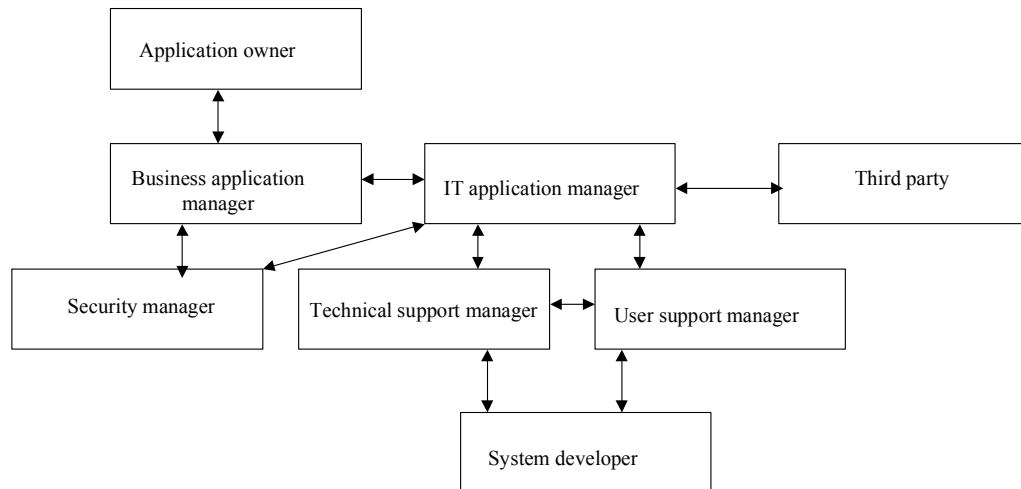 Application owner
Business application
manager
IT application manager
Third party
Security manager
Technical support manager
User support manager
System developer